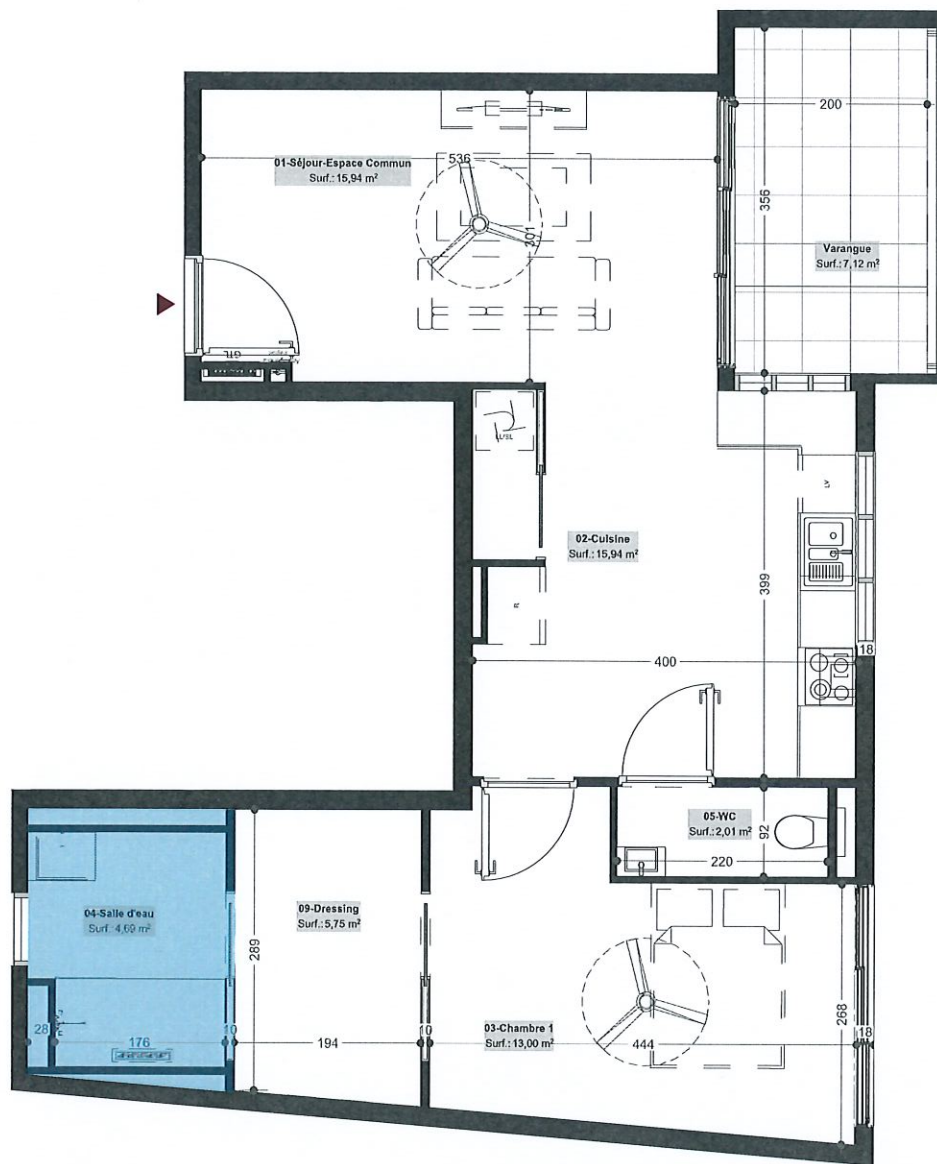 200
01-Séjour-Espace Commun
Surf.: 15,94 m²
536
301
356
Varangue
Surf.: 7,12 m²
GTL
LV
02-Cuisine
Surf.: 15,94 m²
399
R
400
18
05-WC
Surf.: 2,01 m²
92
220
04-Salle d'eau
Surf.: 4,69 m²
09-Dressing
Surf.: 5,75 m²
289
268
28
176
10
194
10
03-Chambre 1
Surf.: 13,00 m²
444
18